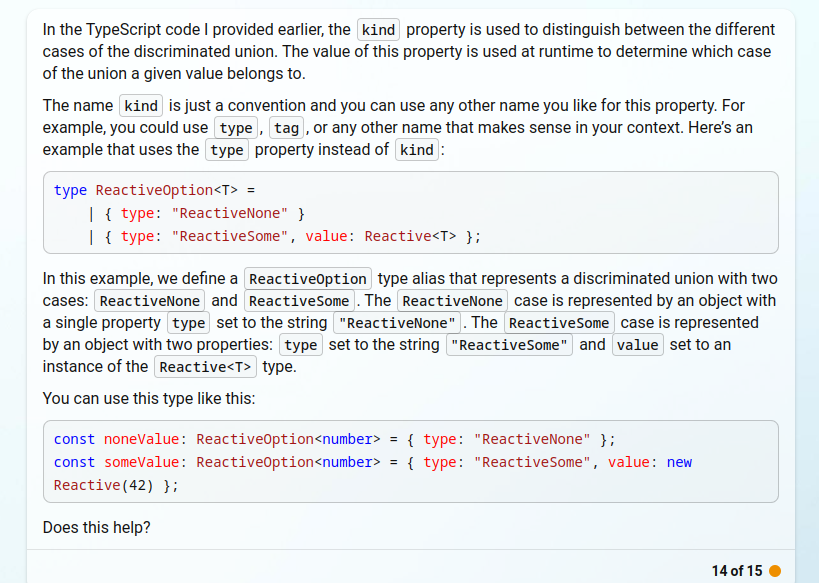 In the TypeScript code I provided earlier, the kind property is used to distinguish between the different
cases of the discriminated union. The value of this property is used at runtime to determine which case
of the union a given value belongs to.
The name kind is just a convention and you can use any other name you like for this property. For
example, you could use type, tag, or any other name that makes sense in your context. Here’s an
example that uses the type property instead of kind:
type ReactiveOption<T> =
    | { type: "ReactiveNone" }
    | { type: "ReactiveSome", value: Reactive<T> };
In this example, we define a ReactiveOption type alias that represents a discriminated union with two
cases: ReactiveNone and ReactiveSome. The ReactiveNone case is represented by an object with
a single property type set to the string "ReactiveNone". The ReactiveSome case is represented
by an object with two properties: type set to the string "ReactiveSome" and value set to an
instance of the Reactive<T> type.
You can use this type like this:
const noneValue: ReactiveOption<number> = { type: "ReactiveNone" };
const someValue: ReactiveOption<number> = { type: "ReactiveSome", value: new
Reactive(42) };
Does this help?
14 of 15